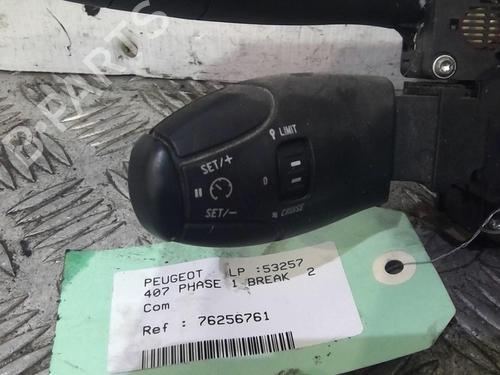 LIMIT
SET/+
0
SET/-
CRUISE
PEUGEOT LP :53257
407 PHASE 1 BREAK 2
Com
Ref : 76256761
B-PARTS